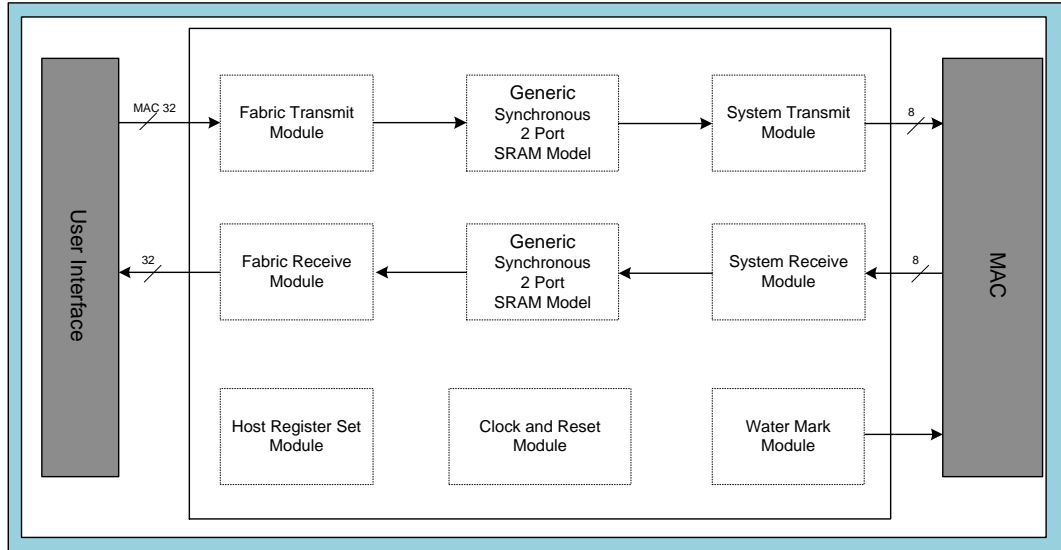 User Interface
MAC 32
Fabric Transmit
Module
Generic
Synchronous
2 Port
SRAM Model
System Transmit
Module
8
MAC
32
Fabric Receive
Module
Generic
Synchronous
2 Port
SRAM Model
System Receive
Module
8
Host Register Set
Module
Clock and Reset
Module
Water Mark
Module